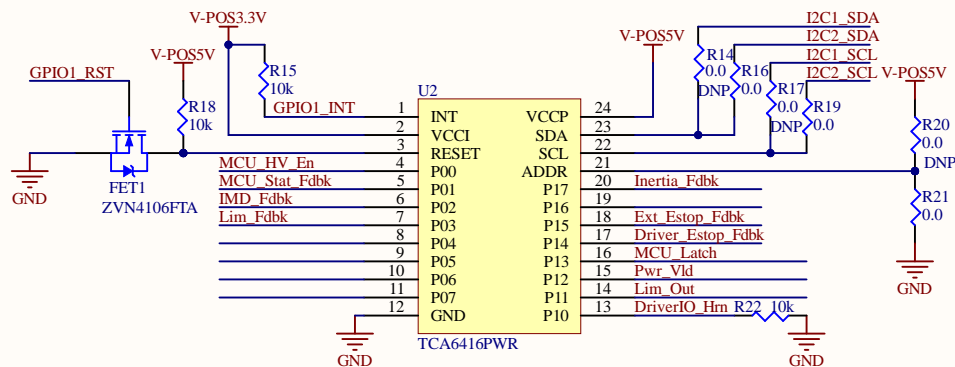 V-POS3.3V
I2C1_SDA
I2C2_SDA
V-POS5V
V-POS5V
R14
0.0
DNP
R16
0.0
I2C1_SCL
I2C2_SCL
GPIO1_RST
R15
10k
R17
0.0
DNP
R19
0.0
V-POS5V
R18
10k
GPIO1_INT
U2
R20
0.0
DNP
1 INT VCCP 24
2 VCCI SDA 23
3 RESET SCL 22
MCU_HV_En 4 P00 ADDR 21
MCU_Stat_Fdbk 5 P01 P17 20 Inertia_Fdbk
IMD_Fdbk 6 P02 P16 19
Lim_Fdbk 7 P03 P15 18 Ext_Estop_Fdbk
8 P04 P14 17 Driver_Estop_Fdbk
9 P05 P13 16 MCU_Latch
10 P06 P12 15 Pwr_Vld
11 P07 P11 14 Lim_Out
12 GND P10 13 DriverIO_Hrn R22 10k
GND
FET1
ZVN4106FTA
R21
0.0
GND
TCA6416PWR
GND
GND